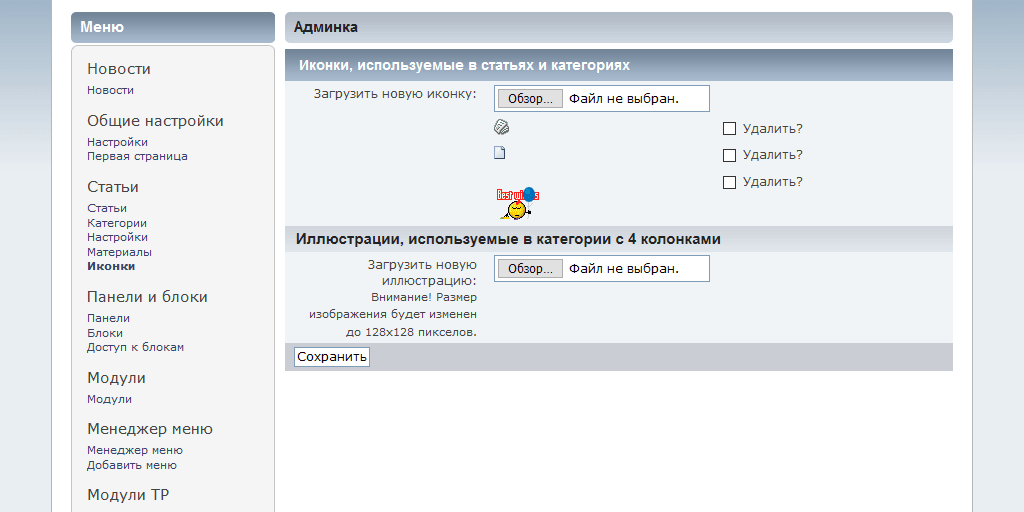 Меню
Новости
Новости
Общие настройки
Настройки
Первая страница
Статьи
Статьи
Категории
Настройки
Материалы
Иконки
Панели и блоки
Панели
Блоки
Доступ к блокам
Модули
Модули
Менеджер меню
Менеджер меню
Добавить меню
Модули ТР
Админка
Иконки, используемые в статьях и категориях
Загрузить новую иконку: Обзор... Файл не выбран.
Удалить?
Удалить?
Удалить?
Иллюстрации, используемые в категории с 4 колонками
Загрузить новую Обзор... Файл не выбран.
иллюстрацию:
Внимание! Размер
изображения будет изменен
до 128x128 пикселов.
Сохранить